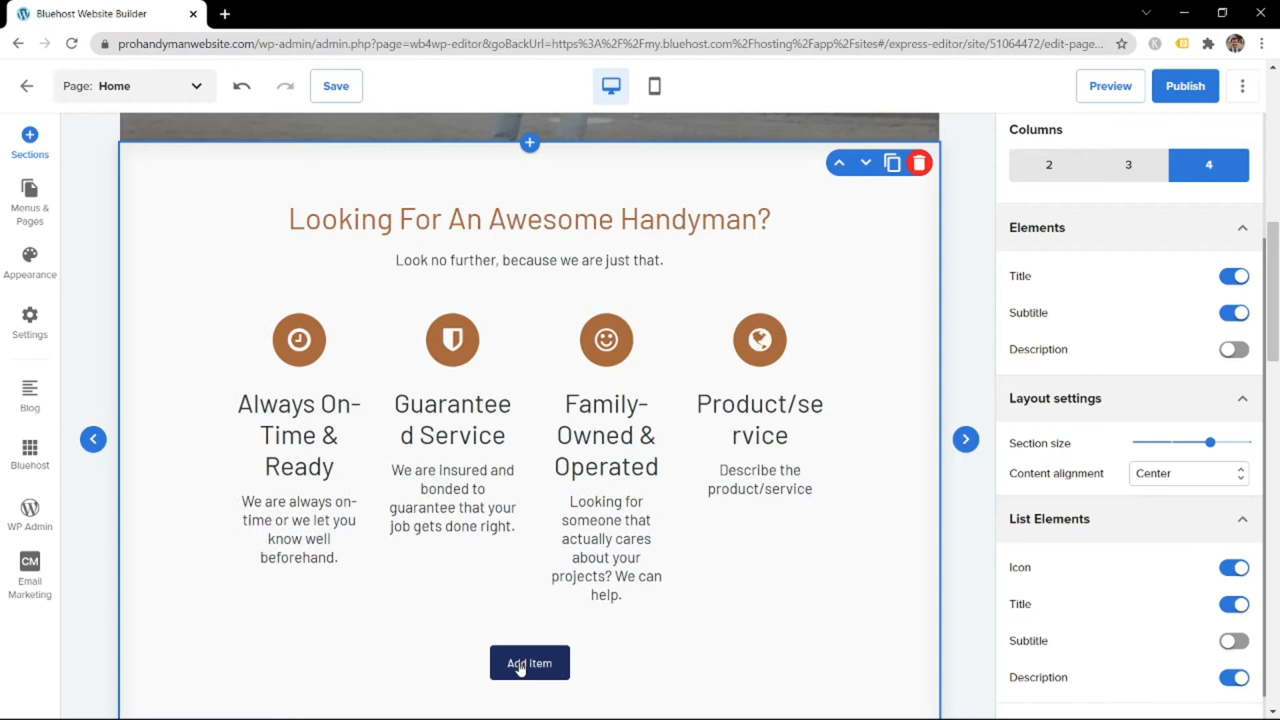 Bluehost Website Builder
prohandymanwebsite.com/wp-admin/admin.php?page=wb4wp-editor&goBackUrl=https%3A%2F%2Fmy.bluehost.com%2Fhosting%2Fapp%2Fsites#/express-editor/site/51064472/edit-page...
Page: Home
Save
Preview
Publish
Sections
Menus &
Pages
Appearance
Settings
Blog
Bluehost
WP Admin
CM
Email
Marketing
Looking For An Awesome Handyman?
Look no further, because we are just that.
Always On-
Time &
Ready
We are always on-
time or we let you
know well
beforehand.
Guarantee
d Service
We are insured and
bonded to
guarantee that your
job gets done right.
Family-
Owned &
Operated
Looking for
someone that
actually cares
about your
projects? We can
help.
Product/se
rvice
Describe the
product/service
Add item
Columns
2 3 4
Elements
Title
Subtitle
Description
Layout settings
Section size
Content alignment Center
List Elements
Icon
Title
Subtitle
Description